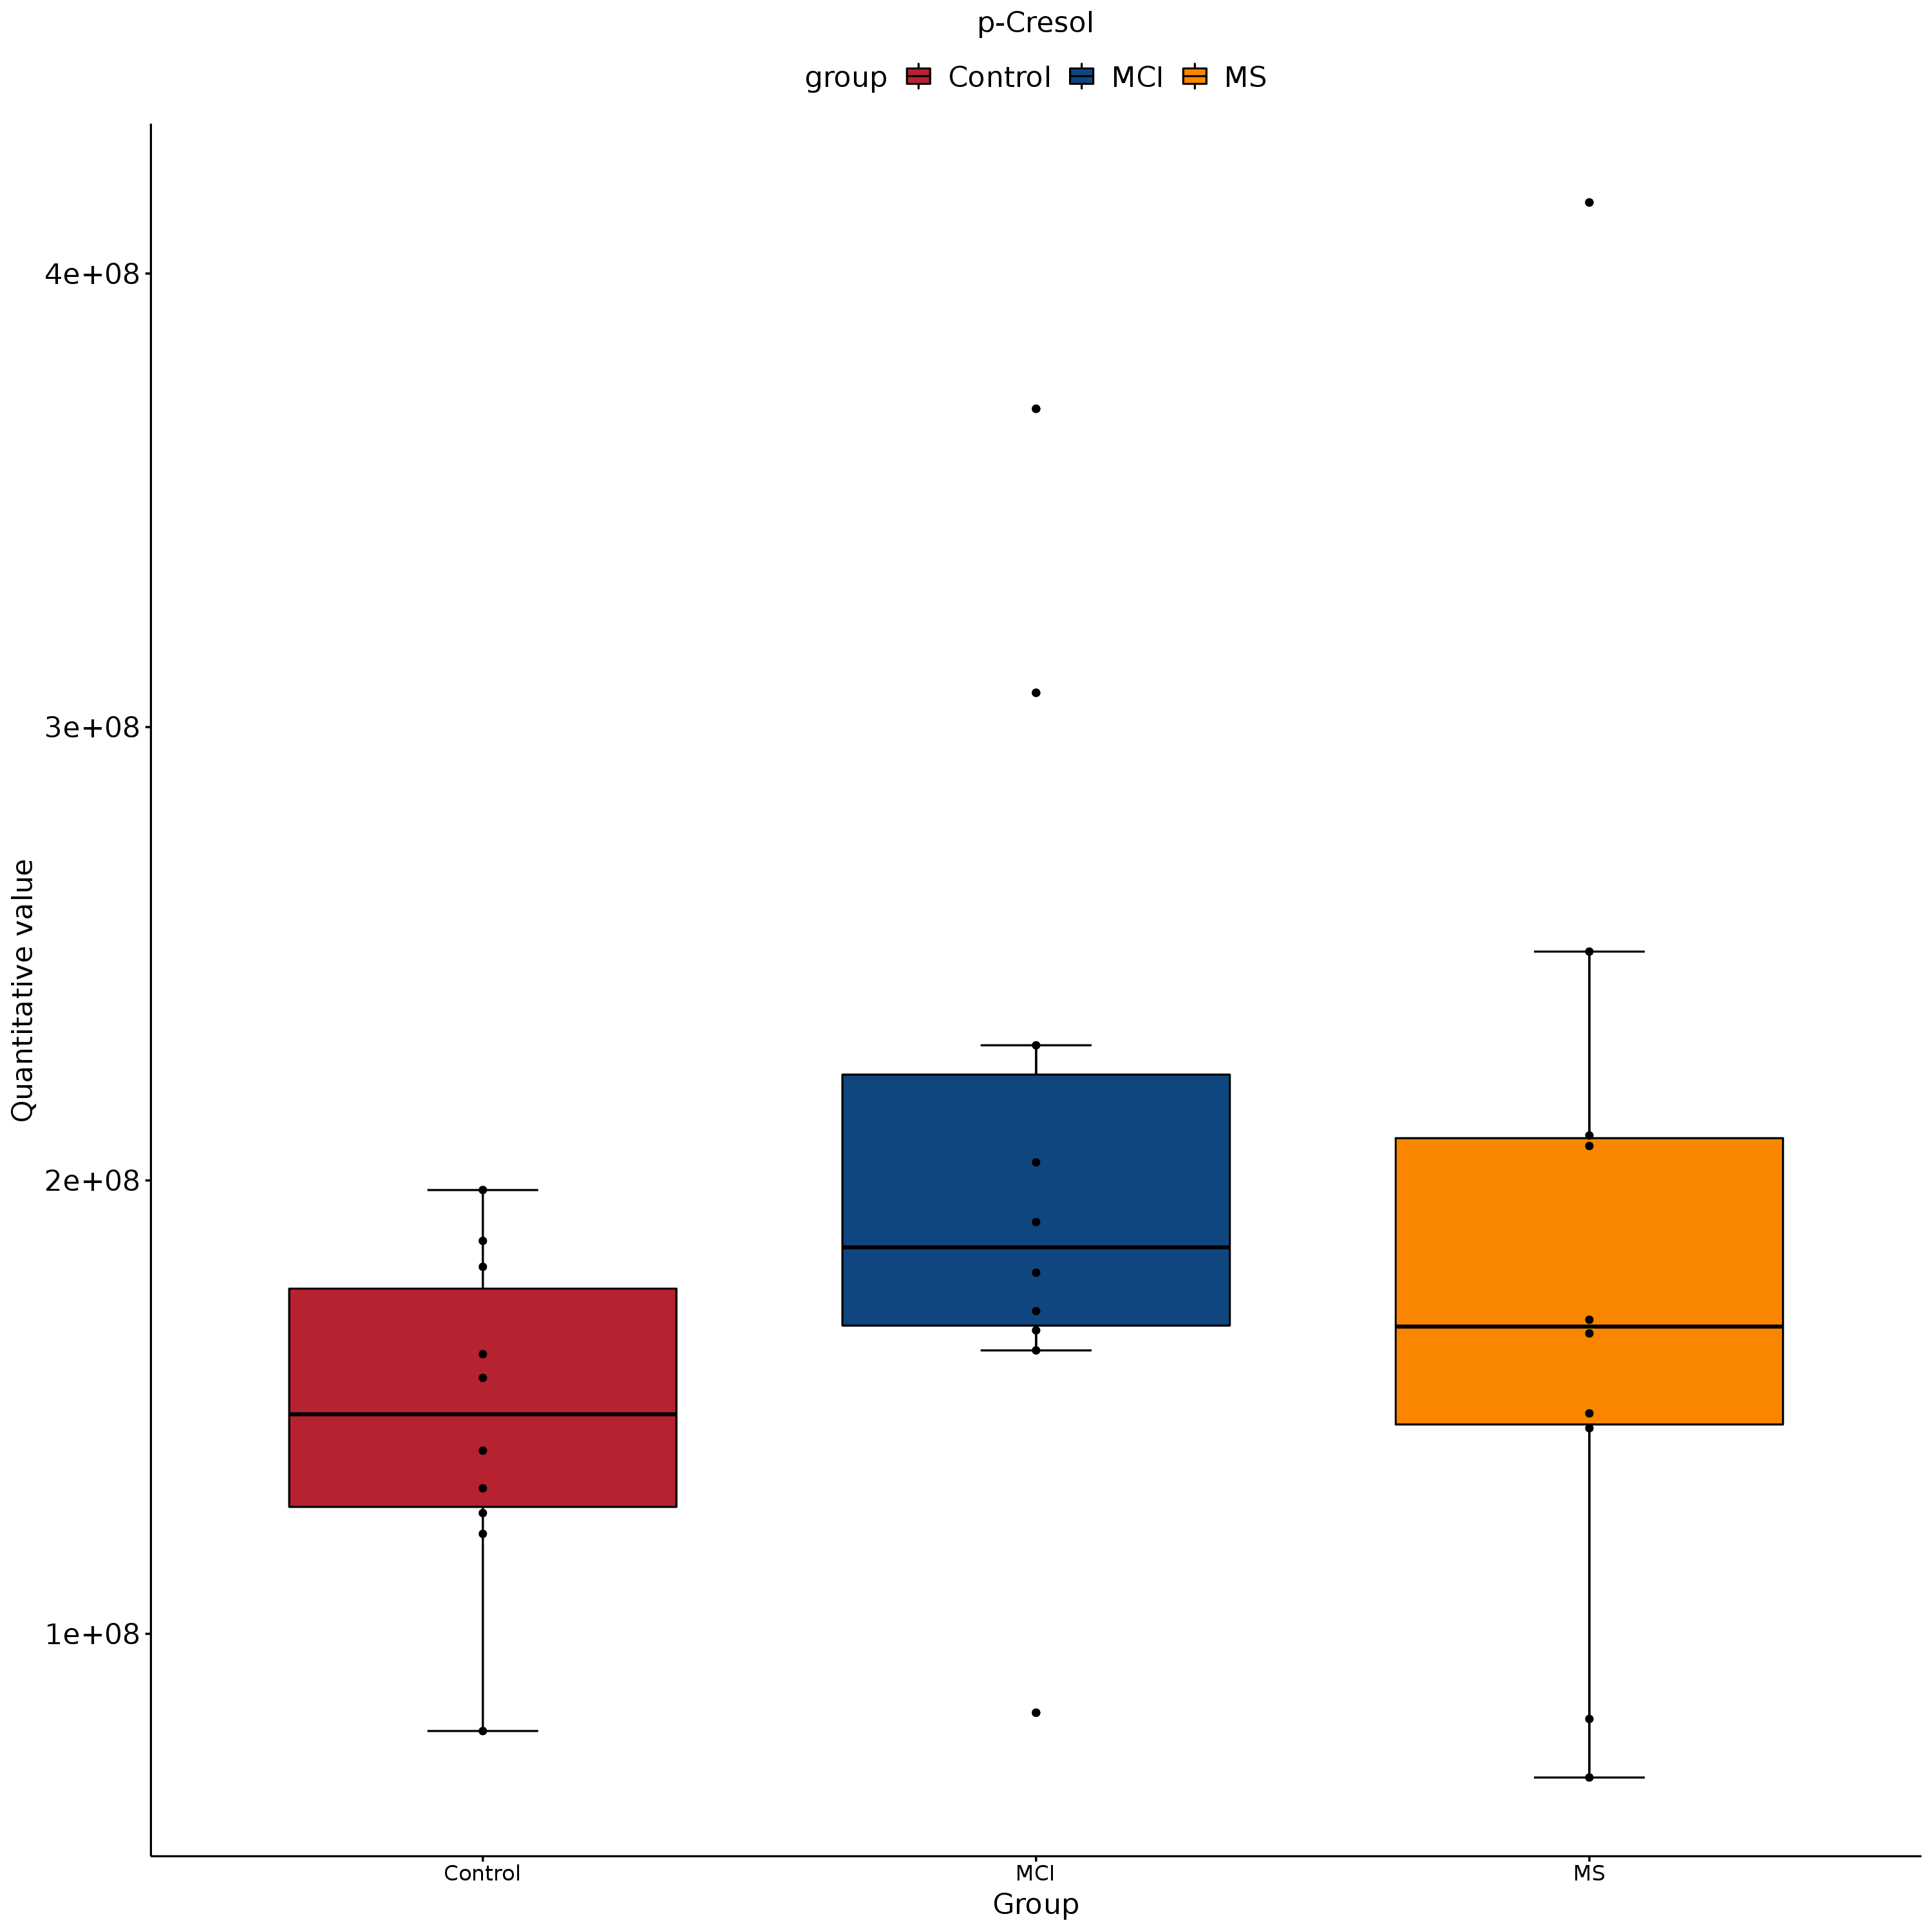 p-Cresol
group Control MCI MS
4e+08
3e+08
2e+08
1e+08
Quantitative value
Control MCI MS
Group